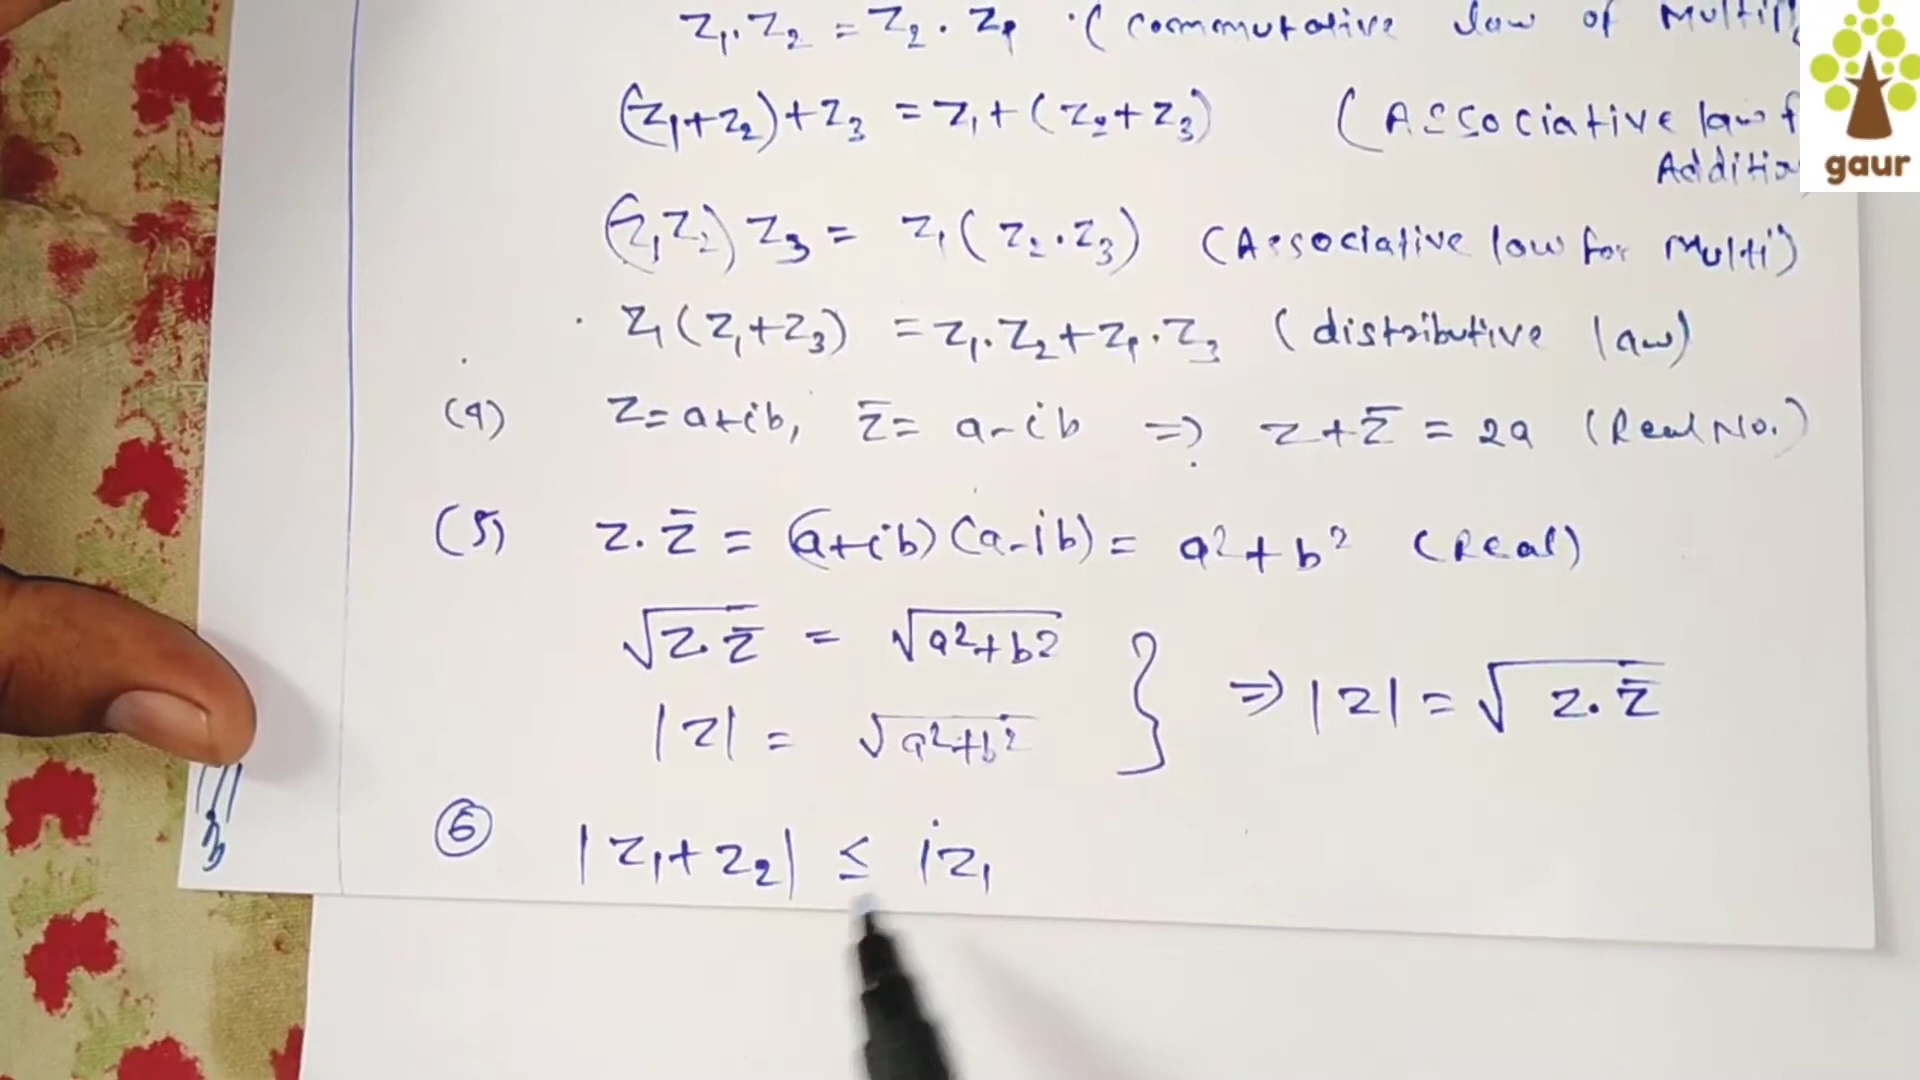 z₁.z₂ = z₂.z₁ (Commutative law of Multipl
gaur
(z₁+z₂)+z₃ = z₁+(z₂+z₃) (Associative law f
Additio
(z₁z₂)z₃ = z₁(z₂.z₃) (Associative law for Multi)
z₁(z₁+z₃) = z₁.z₂+z₁.z₃ (distributive law)
(4) z=a+ib, z̄= a-ib ⇒ z+z̄ = 2a (Real No.)
(5) z.z̄ = (a+ib)(a-ib) = a²+b² (Real)
√z.z̄ = √a²+b²
|z| = √a²+b² } ⇒ |z| = √z.z̄
⑥ |z₁+z₂| ≤ |z₁